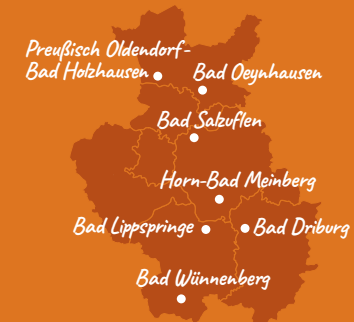 Preußisch Oldendorf-
Bad Holzhausen
Bad Oeynhausen
Bad Salzuflen
Horn-Bad Meinberg
Bad Lippspringe
Bad Driburg
Bad Wünnenberg